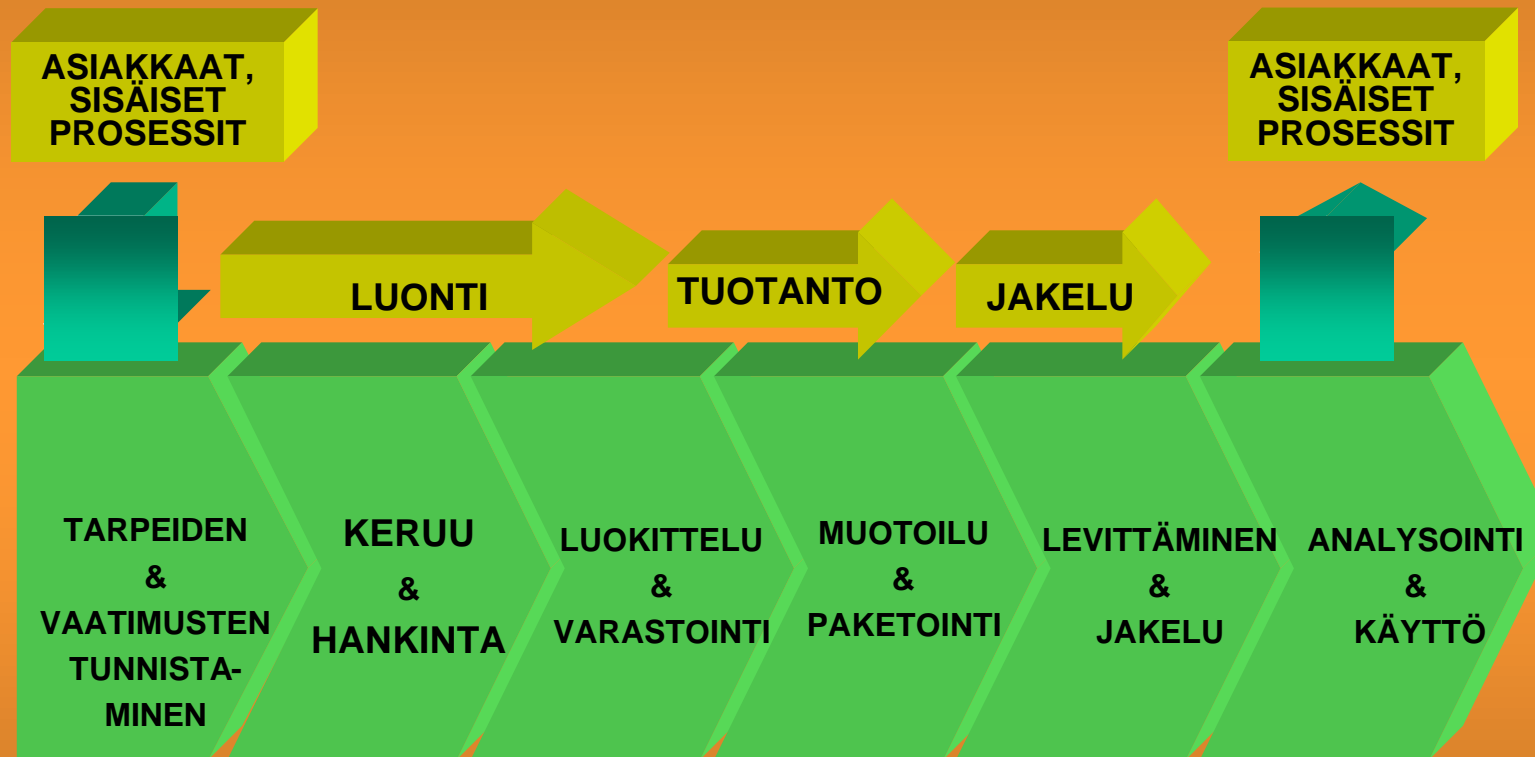 ASIAKKAAT,
SISÄISET
PROSESSIT
ASIAKKAAT,
SISÄISET
PROSESSIT
LUONTI
TUOTANTO
JAKELU
TARPEIDEN
&
VAATIMUSTEN
TUNNISTA-
MINEN
KERUU
&
HANKINTA
LUOKITTELU
&
VARASTOINTI
MUOTOILU
&
PAKETOINTI
LEVITTÄMINEN
&
JAKELU
ANALYSOINTI
&
KÄYTTÖ